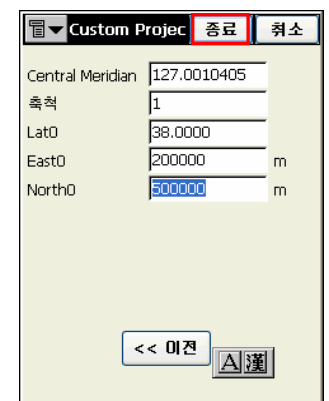 Custom Projec 종료 취소
Central Meridian 127.0010405
축척 1
Lat0 38.0000
East0 200000 m
North0 500000 m
<< 이전
A 漢